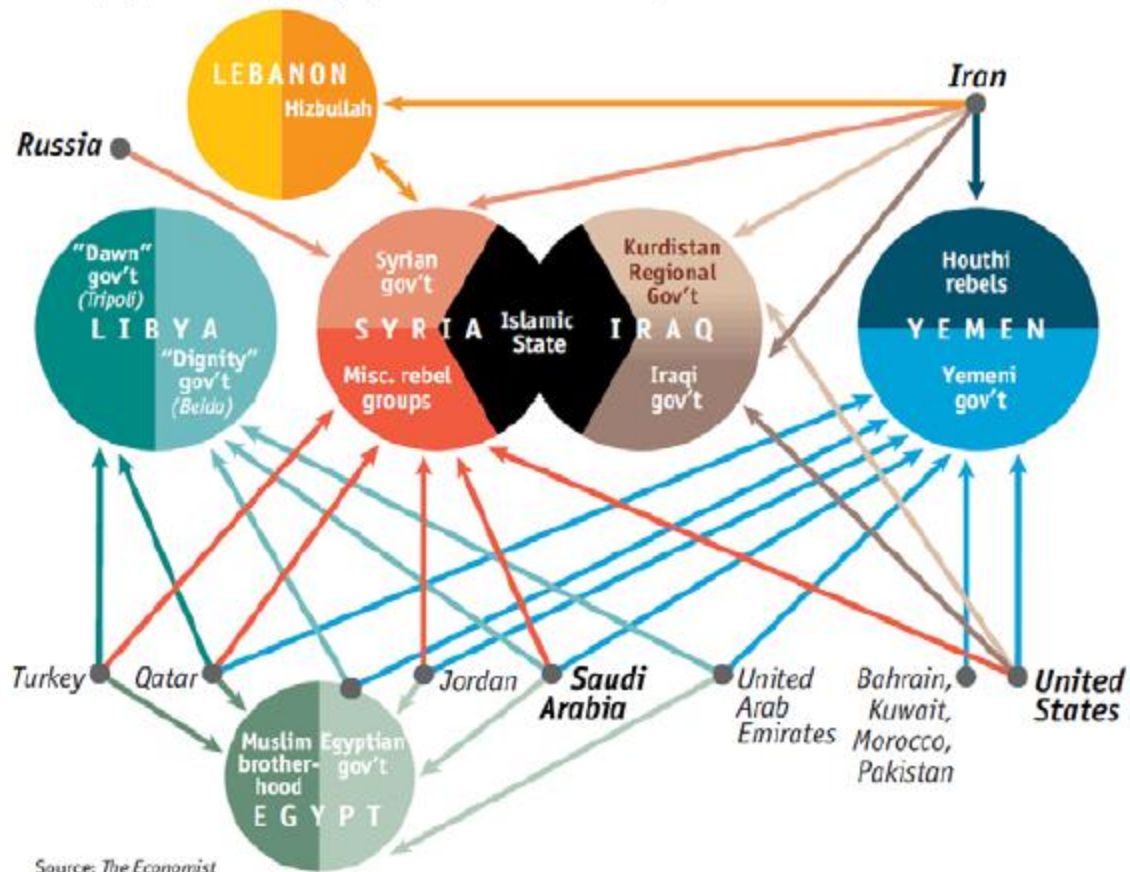 LEBANON
Hizbullah
Iran
Russia
"Dawn"
gov't
(Tripoli)
LIBYA
"Dignity"
gov't
(Beida)
Syrian
gov't
SYRIA
Misc. rebel
groups
Islamic
State
Kurdistan
Regional
Gov't
IRAQ
Iraqi
gov't
Houthi
rebels
YEMEN
Yemeni
gov't
Turkey
Qatar
Jordan
Saudi
Arabia
United
Arab
Emirates
Bahrain,
Kuwait,
Morocco,
Pakistan
United
States
Muslim
brother-
hood
Egyptian
gov't
EGYPT
Source: The Economist